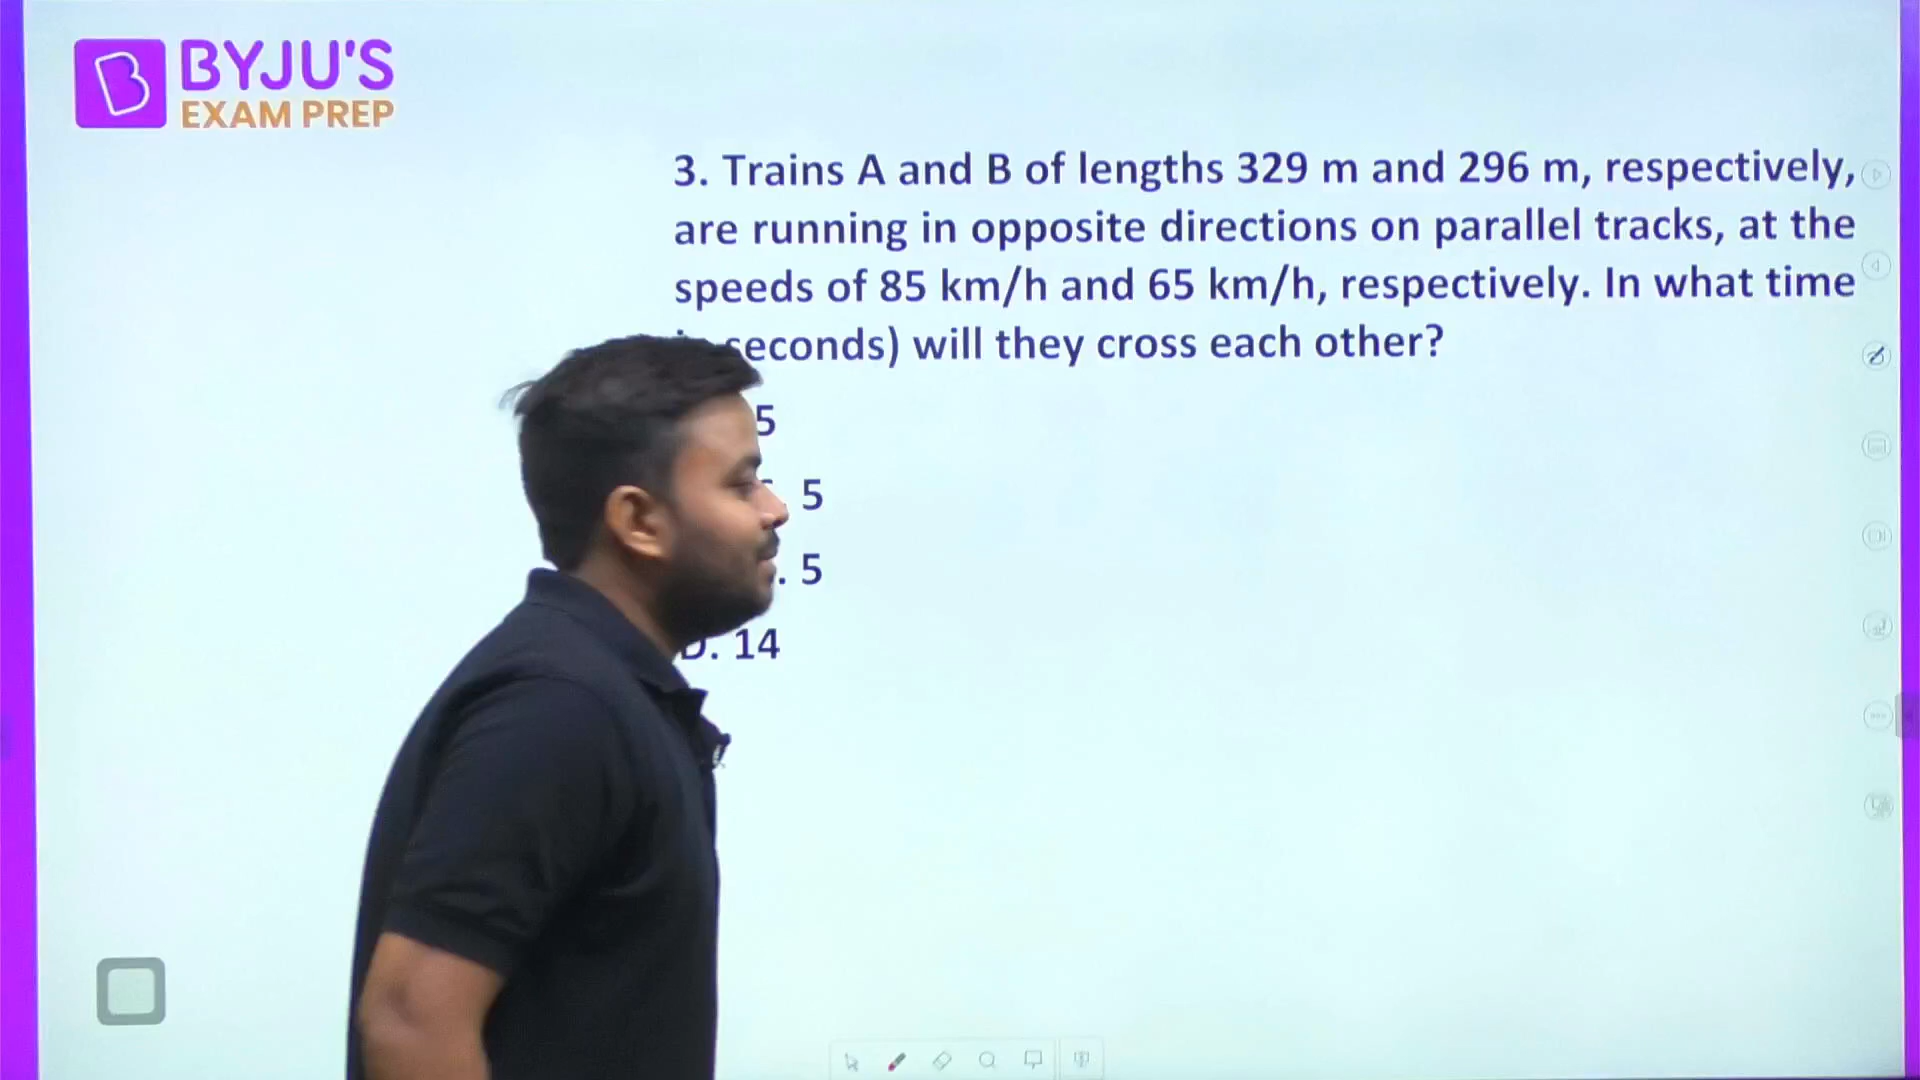 BYJU'S
EXAM PREP
3. Trains A and B of lengths 329 m and 296 m, respectively,
are running in opposite directions on parallel tracks, at the
speeds of 85 km/h and 65 km/h, respectively. In what time
seconds) will they cross each other?
5
. 5
. 5
D. 14